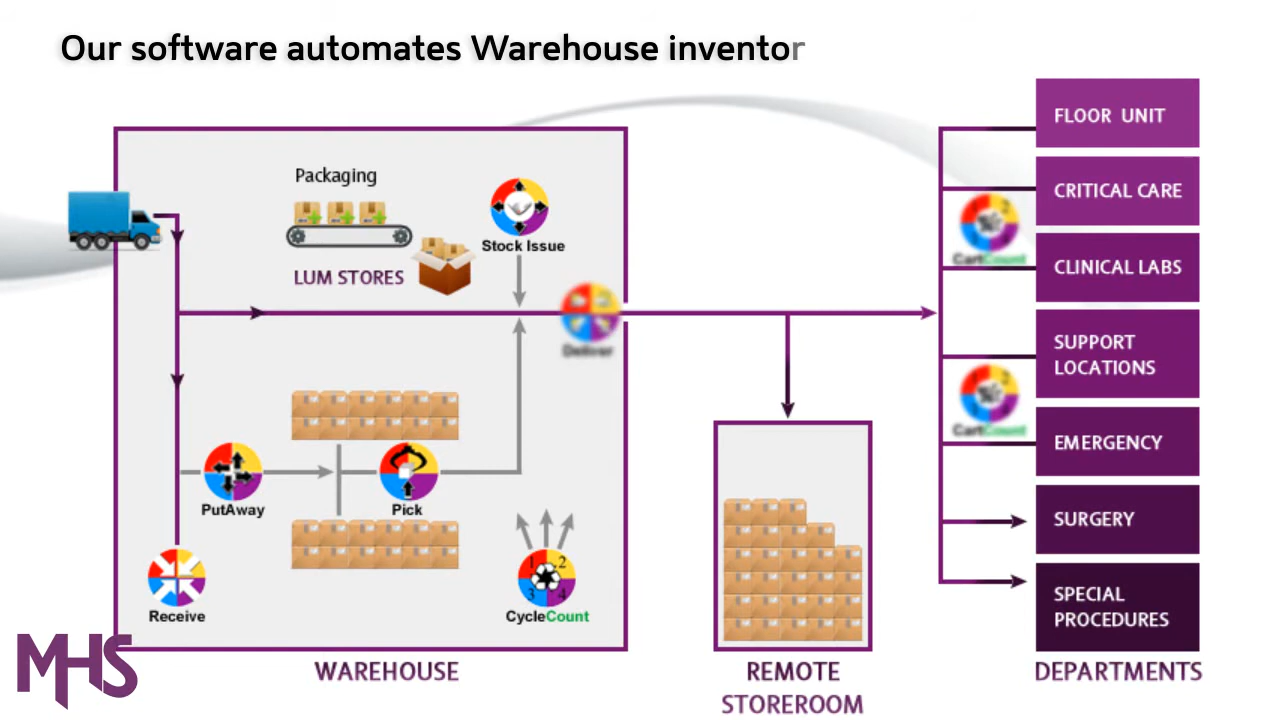 Our software automates Warehouse inventor
FLOOR UNIT
CRITICAL CARE
CLINICAL LABS
SUPPORT
LOCATIONS
EMERGENCY
SURGERY
SPECIAL
PROCEDURES
DEPARTMENTS
Packaging
LUM STORES
Stock Issue
Deliver
CartCount
CartCount
PutAway
Pick
Receive
1 2
3 4
CycleCount
MHS
WAREHOUSE
REMOTE
STOREROOM